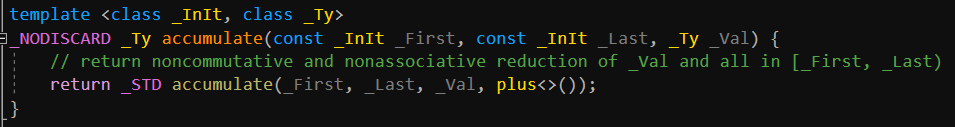 template <class _InIt, class _Ty>
_NODISCARD _Ty accumulate(const _InIt _First, const _InIt _Last, _Ty _Val) {
// return noncommutative and nonassociative reduction of _Val and all in [_First, _Last)
return _STD accumulate(_First, _Last, _Val, plus<>());
}